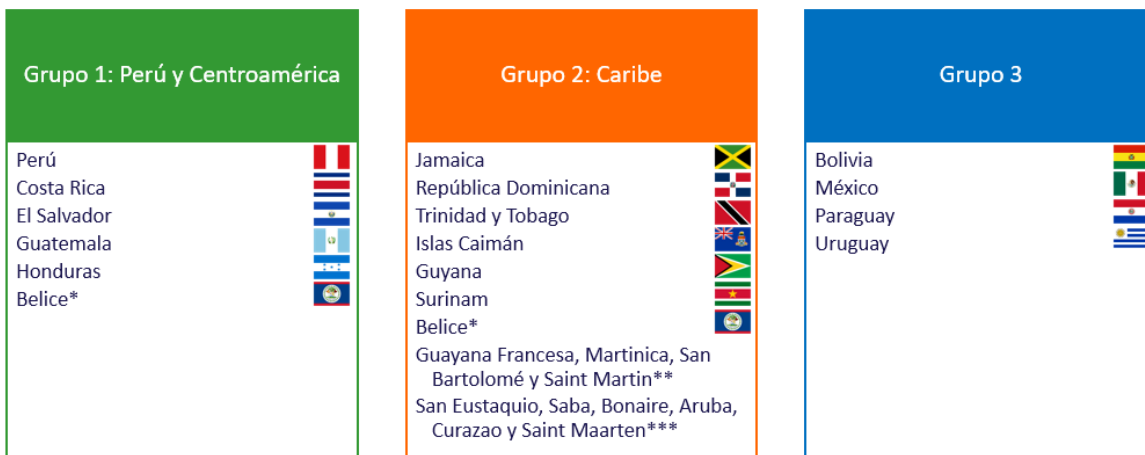 Grupo 1: Perú y Centroamérica
Perú
Costa Rica
El Salvador
Guatemala
Honduras
Belice*
Grupo 2: Caribe
Jamaica
República Dominicana
Trinidad y Tobago
Islas Caimán
Guyana
Surinam
Belice*
Guayana Francesa, Martinica, San
Bartolomé y Saint Martin**
San Eustaquio, Saba, Bonaire, Aruba,
Curazao y Saint Maarten***
Grupo 3
Bolivia
México
Paraguay
Uruguay